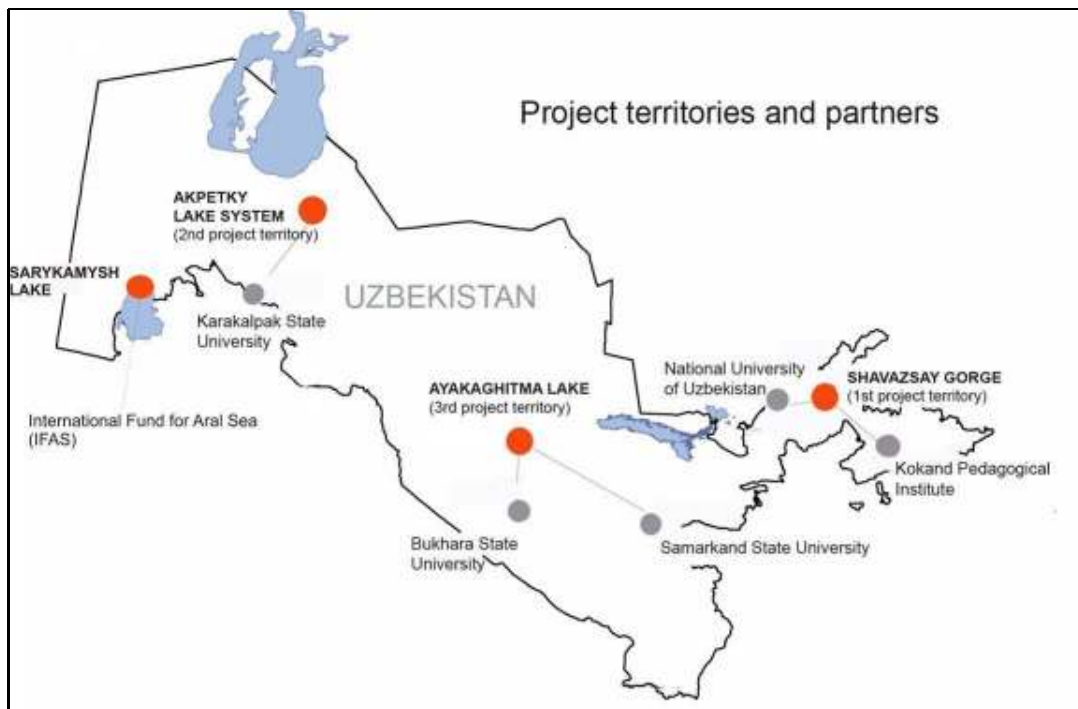 Project territories and partners
AKPETKY
LAKE SYSTEM
(2nd project territory)
SARYKAMYSH
LAKE
UZBEKISTAN
Karakalpak State
University
National University
of Uzbekistan
SHAVAZSAY GORGE
(1st project territory)
AYAKAGHITMA LAKE
(3rd project territory)
International Fund for Aral Sea
(IFAS)
Kokand Pedagogical
Institute
Bukhara State
University
Samarkand State University